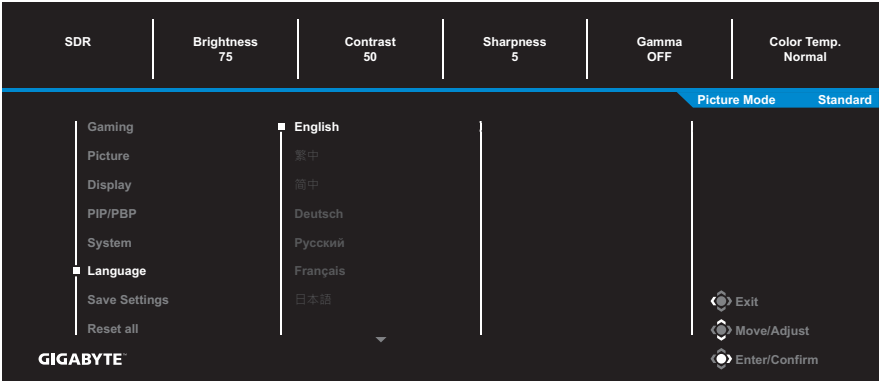 SDR
Brightness
75
Contrast
50
Sharpness
5
Gamma
OFF
Color Temp.
Normal
Picture Mode Standard
Gaming
Picture
Display
PIP/PBP
System
Language
Save Settings
Reset all
English
繁中
简中
Deutsch
Русский
Français
日本語
Exit
Move/Adjust
Enter/Confirm
GIGABYTE™